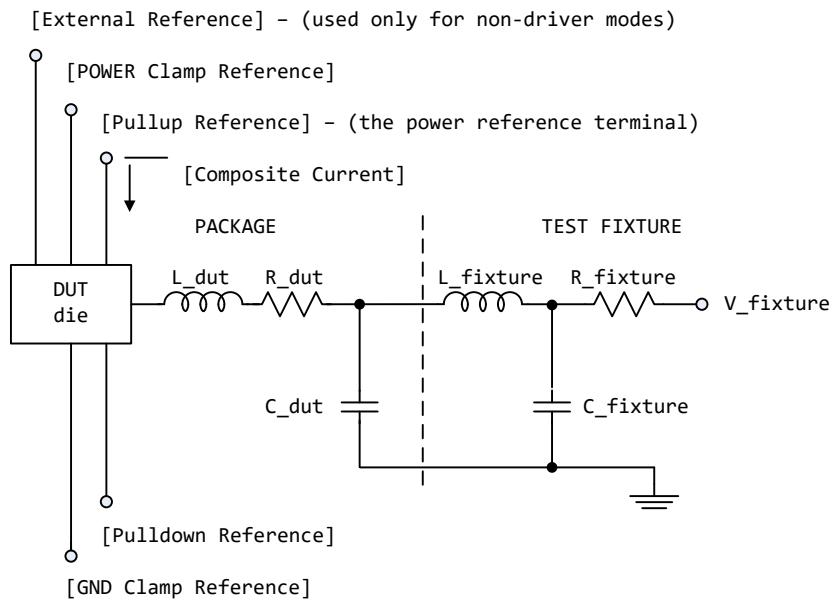 [External Reference] – (used only for non-driver modes)
[POWER Clamp Reference]
[Pullup Reference] – (the power reference terminal)
[Composite Current]
PACKAGE
TEST FIXTURE
L_dut
R_dut
L_fixture
R_fixture
DUT
die
V_fixture
C_dut
C_fixture
[Pulldown Reference]
[GND Clamp Reference]